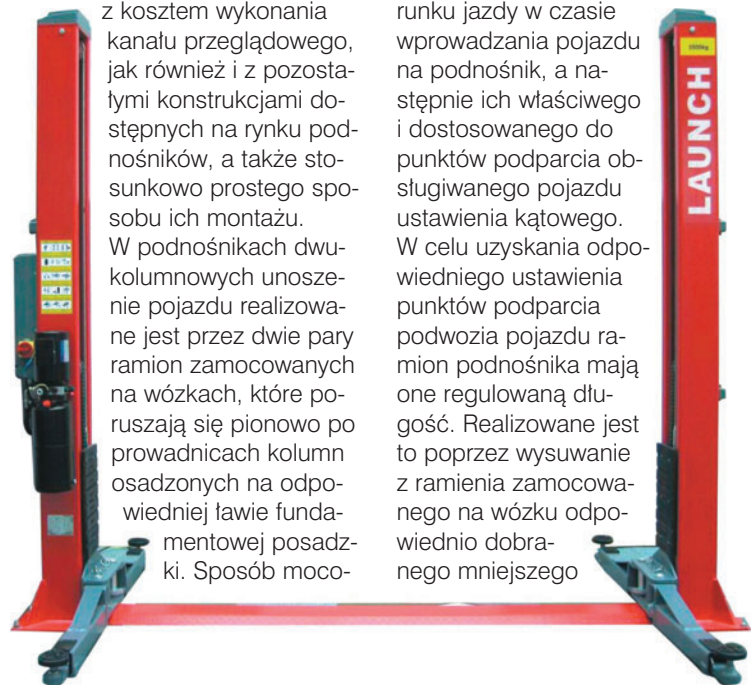 z kosztem wykonania
kanału przeglądowego,
jak również i z pozosta-
łymi konstrukcjami do-
stępnych na rynku pod-
nośników, a także sto-
sunkowo prostego spo-
sobu ich montażu.
W podnośnikach dwu-
kolumnowych unosze-
nie pojazdu realizowa-
ne jest przez dwie pary
ramion zamocowanych
na wózkach, które po-
ruszają się pionowo po
prowadnicach kolumn
osadzonych na odpo-
wiedniej ławie funda-
mentowej posadz-
ki. Sposób moco-
runku jazdy w czasie
wprowadzania pojazdu
na podnośnik, a na-
stępnie ich właściwego
i dostosowanego do
punktów podparcia ob-
sługiwanego pojazdu
ustawienia kątowego.
W celu uzyskania odpo-
wiedniego ustawienia
punktów podparcia
podwozia pojazdu ra-
mion podnośnika mają
one regulowaną dłu-
gość. Realizowane jest
to poprzez wysuwanie
z ramienia zamocowa-
nego na wózku odpo-
wiednio dobra-
nego mniejszego
LAUNCH